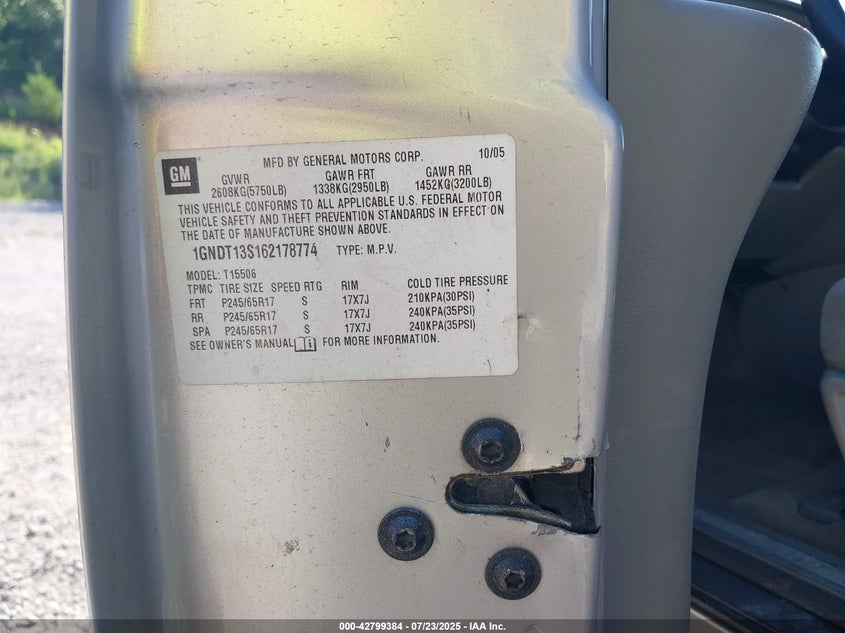 GM
MFD BY GENERAL MOTORS CORP. 10/05
GVWR GAWR FRT GAWR RR
2608KG(5750LB) 1338KG(2950LB) 1452KG(3200LB)
THIS VEHICLE CONFORMS TO ALL APPLICABLE U.S. FEDERAL MOTOR
VEHICLE SAFETY AND THEFT PREVENTION STANDARDS IN EFFECT ON
THE DATE OF MANUFACTURE SHOWN ABOVE.
1GNDT13S162178774 TYPE: M.P.V.
MODEL: T15506
TPMC TIRE SIZE SPEED RTG RIM COLD TIRE PRESSURE
FRT P245/65R17 S 17X7J 210KPA(30PSI)
RR P245/65R17 S 17X7J 240KPA(35PSI)
SPA P245/65R17 S 17X7J 240KPA(35PSI)
SEE OWNER'S MANUAL i FOR MORE INFORMATION.
000-42799384 | 07/23/2025 | IAA Inc.